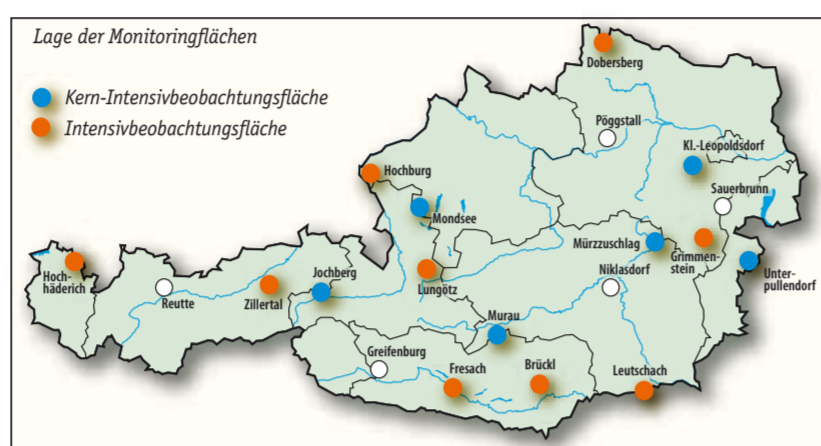 Lage der Monitoringflächen
Kern-Intensivbeobachtungsfläche
Intensivbeobachtungsfläche
Dobersberg
Pöggstall
Kl.-Leopoldsdorf
Hochburg
Sauerbrunn
Mondsee
Mürzzuschlag
Grimmen-
stein
Hoch-
häderich
Jochberg
Lungötz
Unter-
pullendorf
Reutte
Zillertal
Niklasdorf
Murau
Greifenburg
Fresach
Brückl
Leutschach